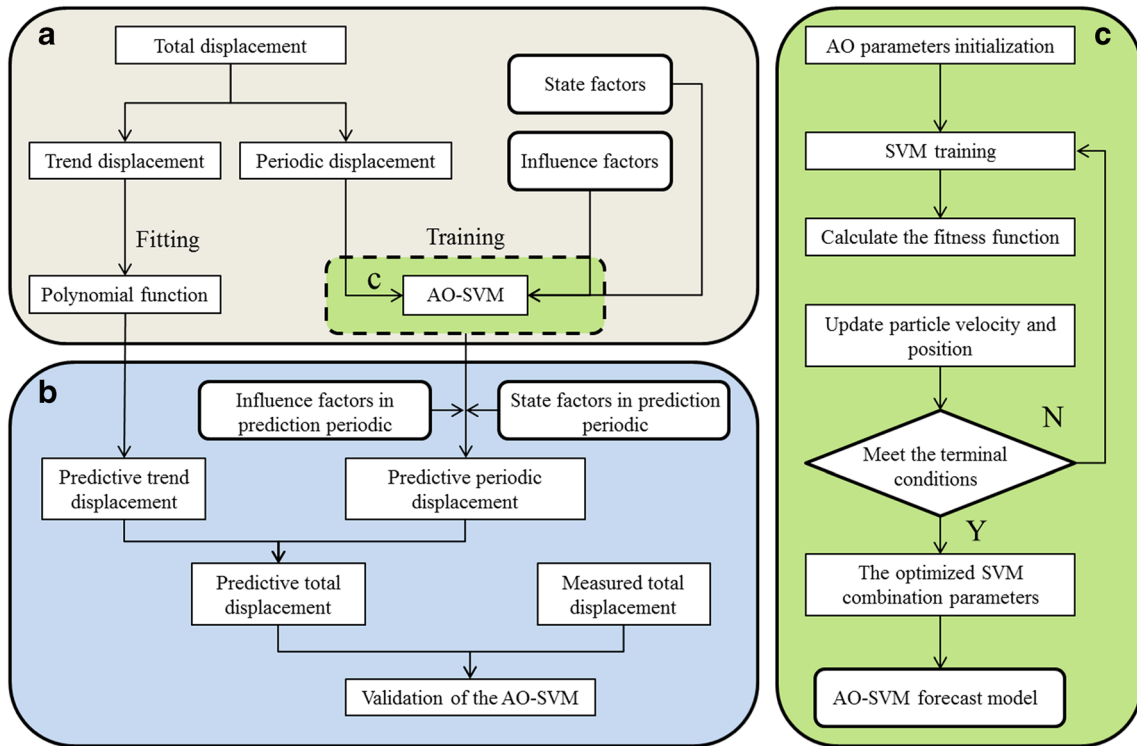 a
Total displacement
State factors
Trend displacement
Periodic displacement
Influence factors
Fitting
Training
c
Polynomial function
AO-SVM
b
Influence factors in
prediction periodic
State factors in prediction
periodic
Predictive trend
displacement
Predictive periodic
displacement
Predictive total
displacement
Measured total
displacement
Validation of the AO-SVM
c
AO parameters initialization
SVM training
Calculate the fitness function
Update particle velocity and
position
N
Meet the terminal
conditions
Y
The optimized SVM
combination parameters
AO-SVM forecast model